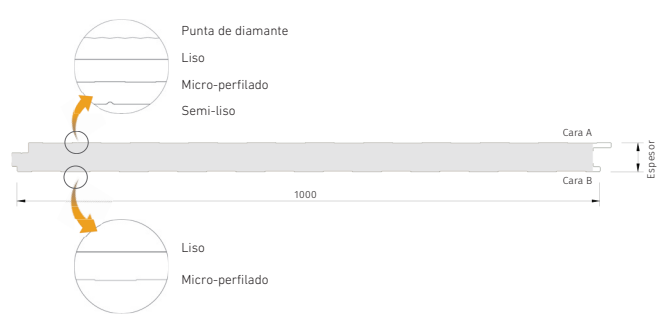 Punta de diamante
Liso
Micro-perfilado
Semi-liso
Cara A
Espesor
Cara B
1000
Liso
Micro-perfilado